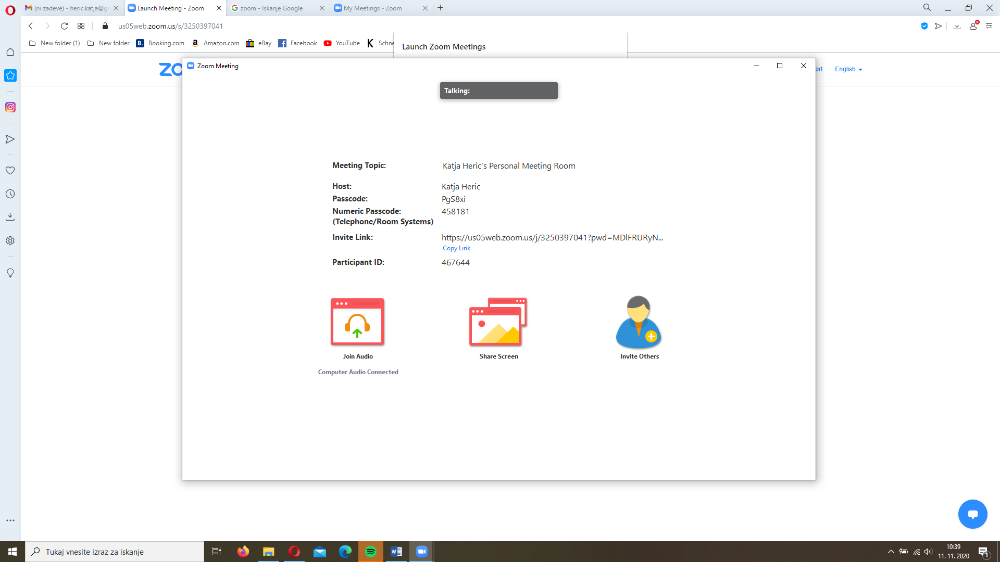 (ni zadeve) - heric.katja@g
Launch Meeting - Zoom
zoom - Iskanje Google
My Meetings - Zoom
us05web.zoom.us/s/3250397041
New folder (1)
New folder
B. Booking.com
a Amazon.com
eBay
Facebook
YouTube
K Schne
Launch Zoom Meetings
zo
Zoom Meeting
ort
English
Talking:
Meeting Topic: Katja Heric's Personal Meeting Room
Host: Katja Heric
Passcode: PgS8xi
Numeric Passcode: 458181
(Telephone/Room Systems)
Invite Link: https://us05web.zoom.us/j/3250397041?pwd=MDlFRURyN...
Copy Link
Participant ID: 467644
Join Audio
Share Screen
Invite Others
Computer Audio Connected
Tukaj vnesite izraz za iskanje
10:39
11. 11. 2020
1